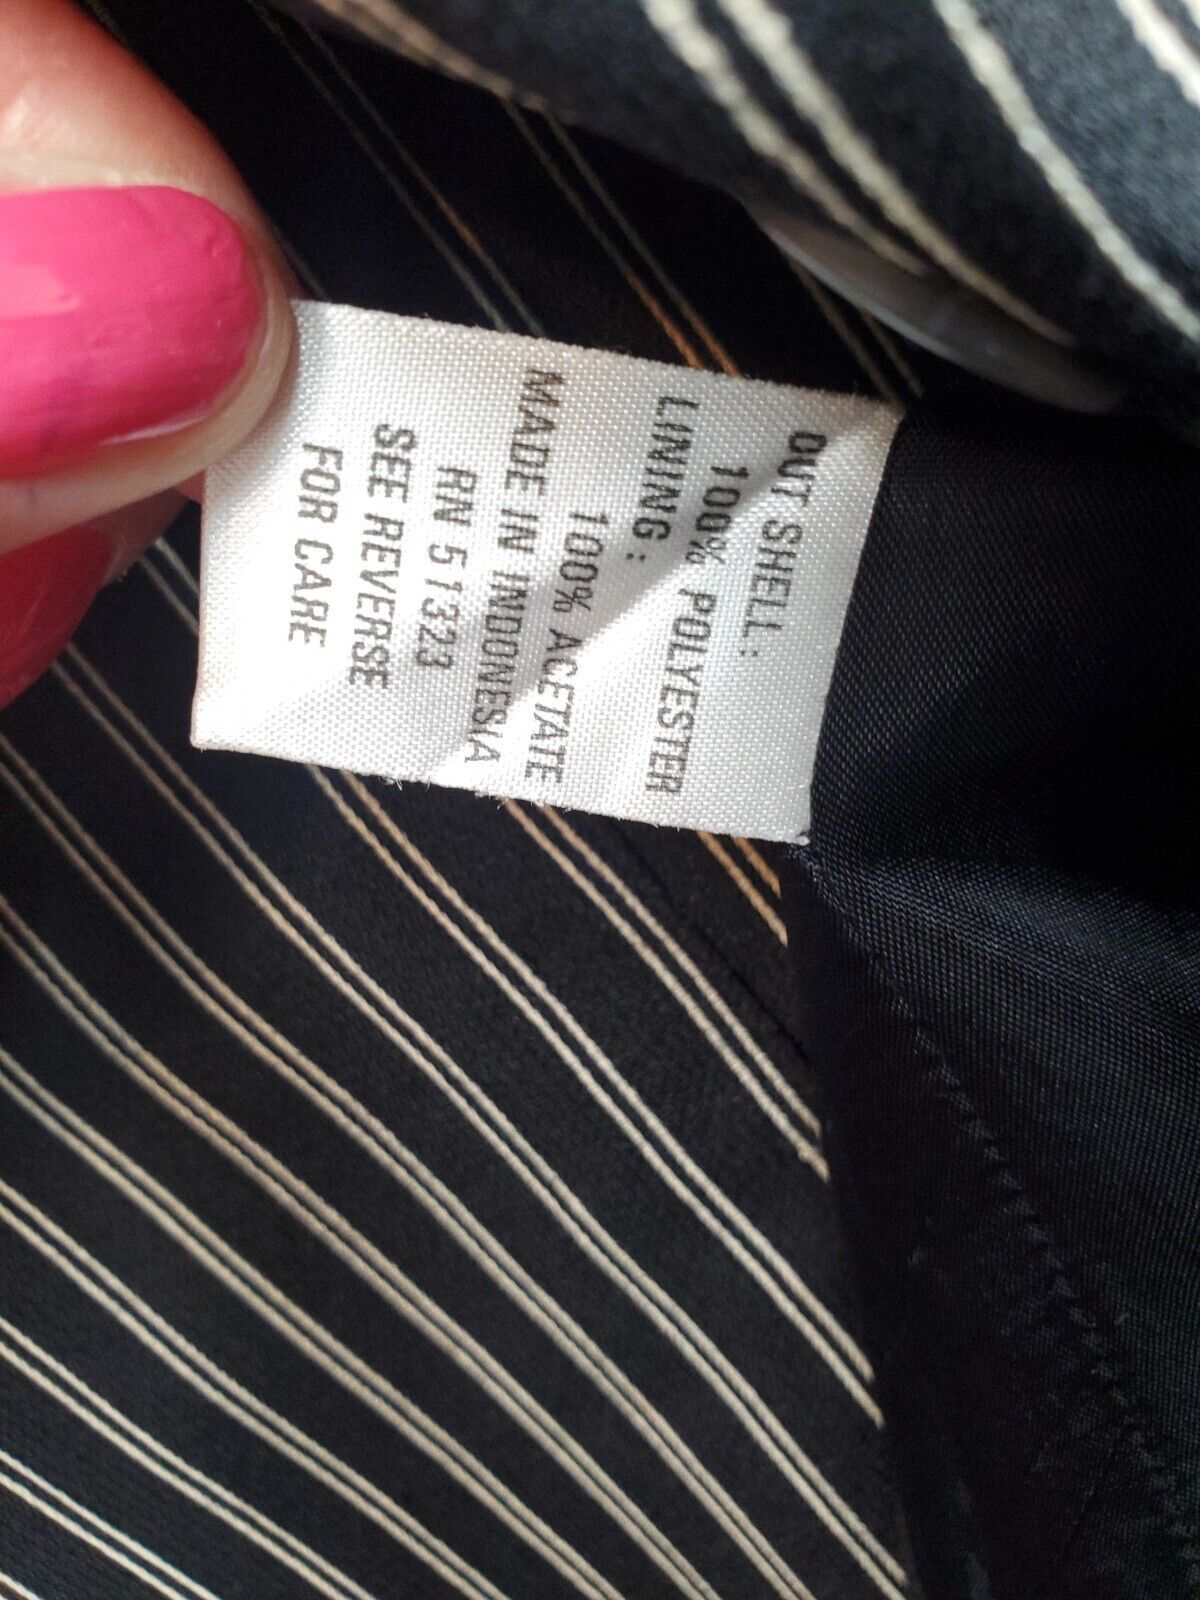 OUT SHELL:
100% POLYESTER
LINING:
100% ACETATE
MADE IN INDONESIA
RN 51323
SEE REVERSE
FOR CARE